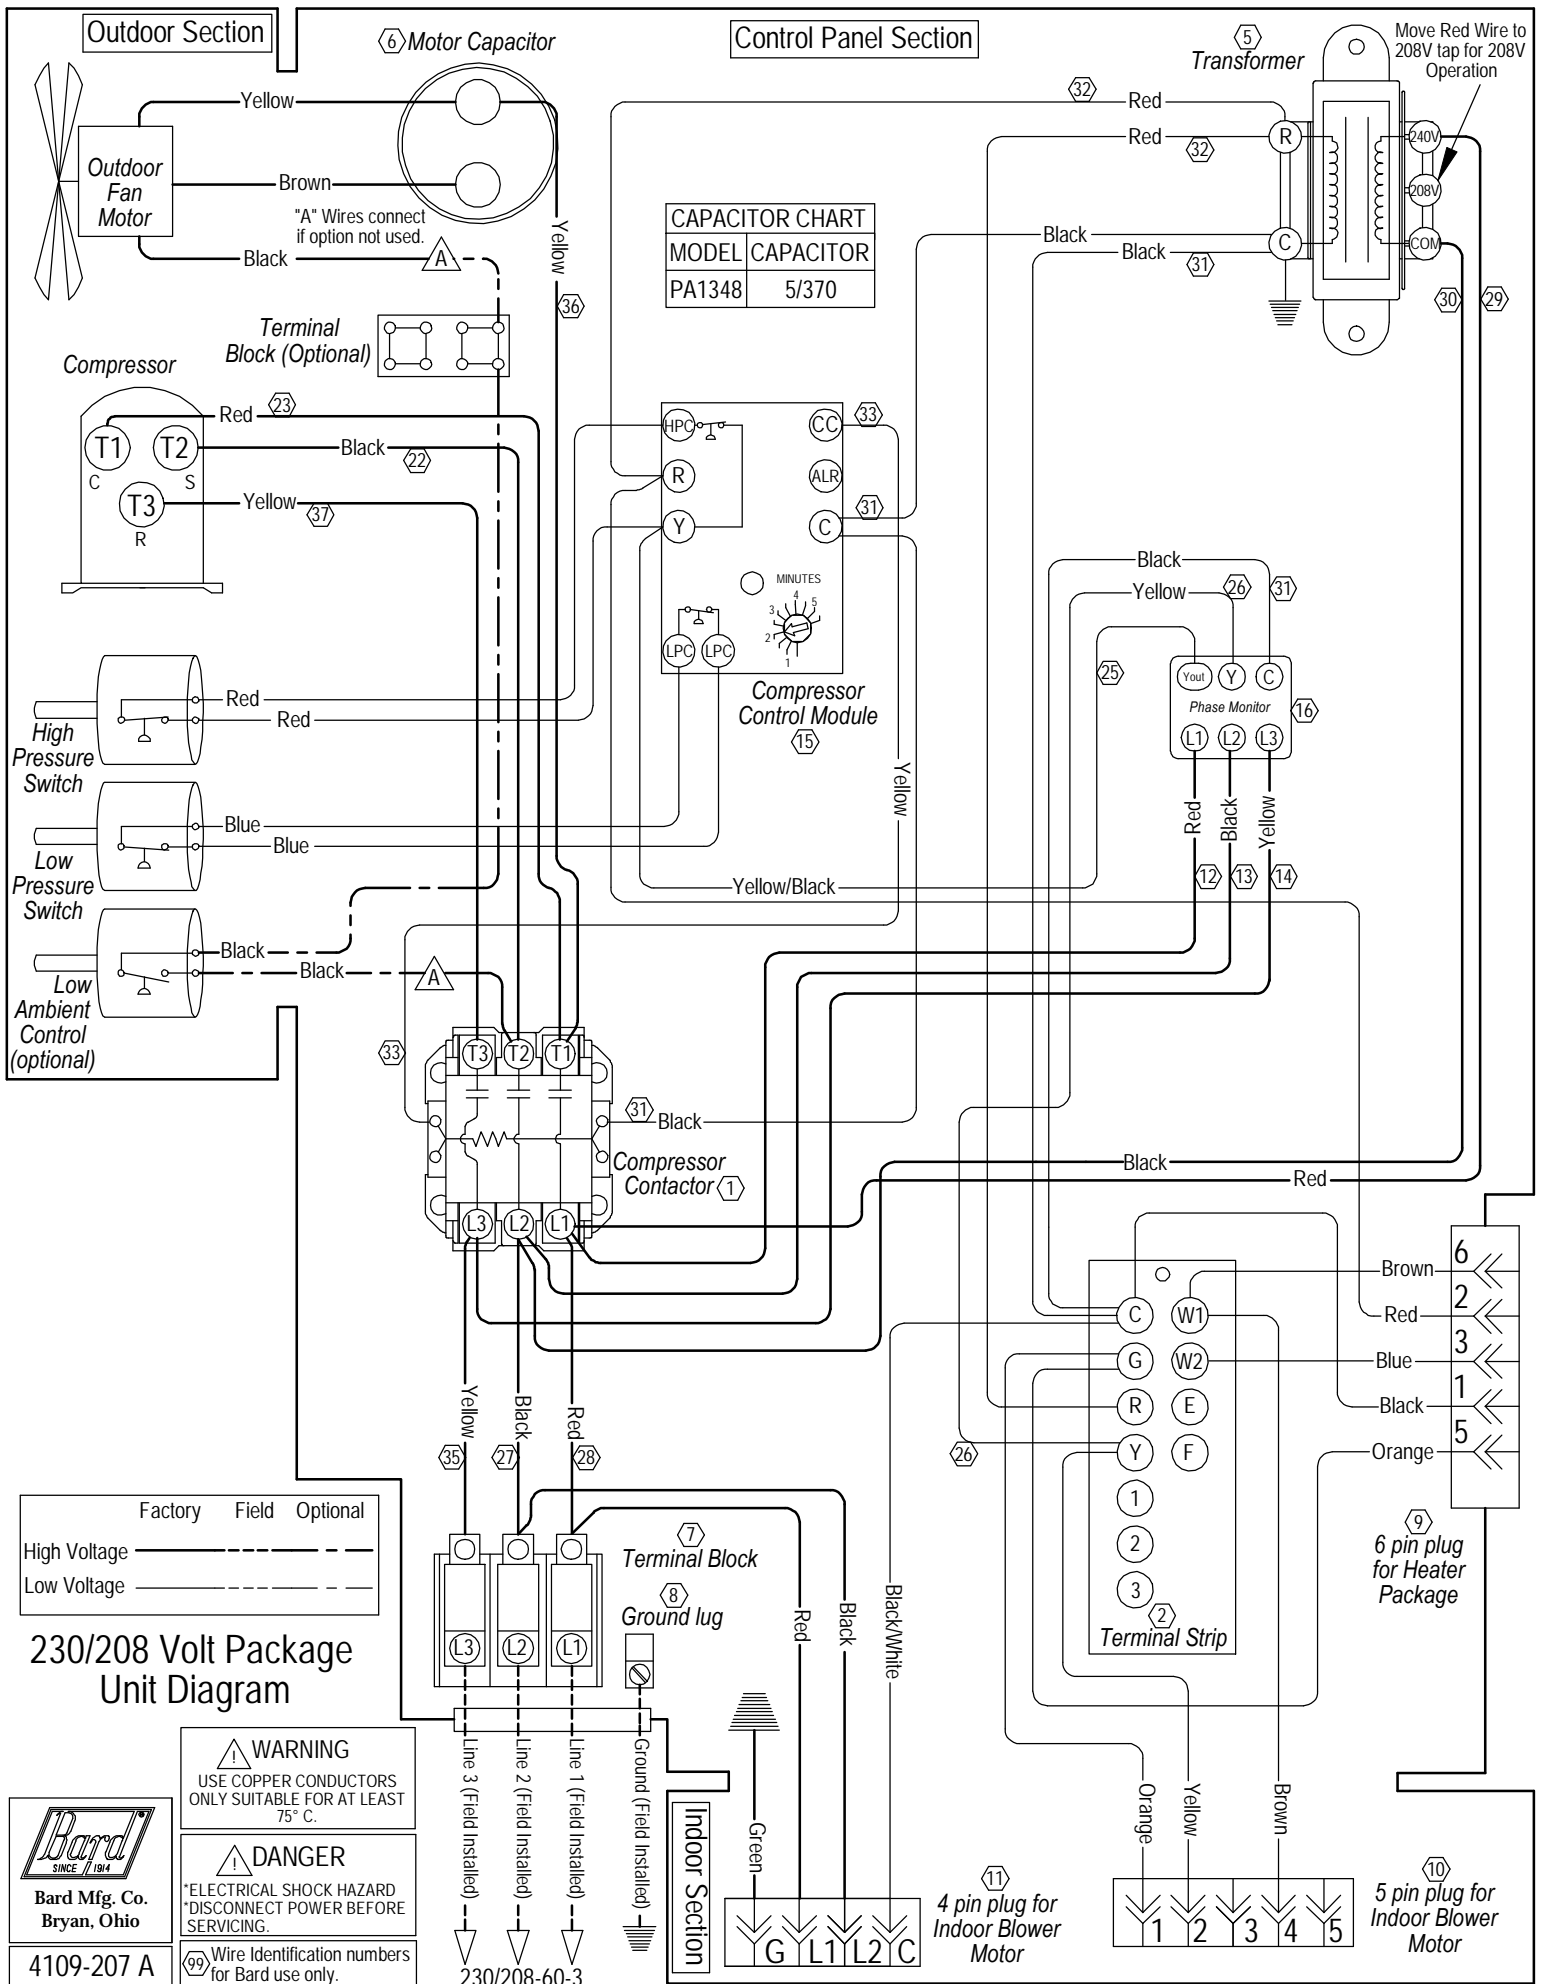 Outdoor Section
6
Motor Capacitor
Control Panel Section
5
Transformer
Move Red Wire to
208V tap for 208V
Operation
Yellow
Outdoor
Fan
Motor
Brown
"A" Wires connect
if option not used.
Black
A
Yellow
36
32
Red
Red
32
R
240V
208V
C
COM
Black
Black
31
30
29
CAPACITOR CHART
MODEL CAPACITOR
PA1348 5/370
Terminal
Block (Optional)
Compressor
Red
23
T1
T2
C
S
Black
22
T3
R
Yellow
37
HPC
CC
33
R
ALR
Y
C
31
MINUTES
1
2
3
4
5
LPC
LPC
Compressor
Control Module
15
Yellow
Black
Yellow
26
31
25
Yout
Y
C
Phase Monitor
16
L1
L2
L3
Red
Black
Yellow
12
13
14
Red
Red
High
Pressure
Switch
Blue
Blue
Low
Pressure
Switch
Yellow/Black
Black
Black
A
Low
Ambient
Control
(optional)
33
T3
T2
T1
31
Black
Compressor
Contactor
1
L3
L2
L1
Black
Red
Yellow
Black
Red
35
27
28
C
W1
G
W2
R
E
Y
F
1
2
3
2
Terminal Strip
26
Brown
6
Red
2
Blue
3
Black
1
Orange
5
9
6 pin plug
for Heater
Package
Factory Field Optional
High Voltage
Low Voltage
7
Terminal Block
8
Ground lug
L3
L2
L1
Red
Black
Black/White
230/208 Volt Package
Unit Diagram
WARNING
USE COPPER CONDUCTORS
ONLY SUITABLE FOR AT LEAST
75° C.
DANGER
*ELECTRICAL SHOCK HAZARD
*DISCONNECT POWER BEFORE
SERVICING.
99
Wire Identification numbers
for Bard use only.
Bard®
SINCE 1914
Bard Mfg. Co.
Bryan, Ohio
4109-207 A
Line 3 (Field Installed)
Line 2 (Field Installed)
Line 1 (Field Installed)
Ground (Field Installed)
230/208-60-3
Indoor Section
Green
G
L1
L2
C
11
4 pin plug for
Indoor Blower
Motor
Orange
Yellow
Brown
1
2
3
4
5
10
5 pin plug for
Indoor Blower
Motor